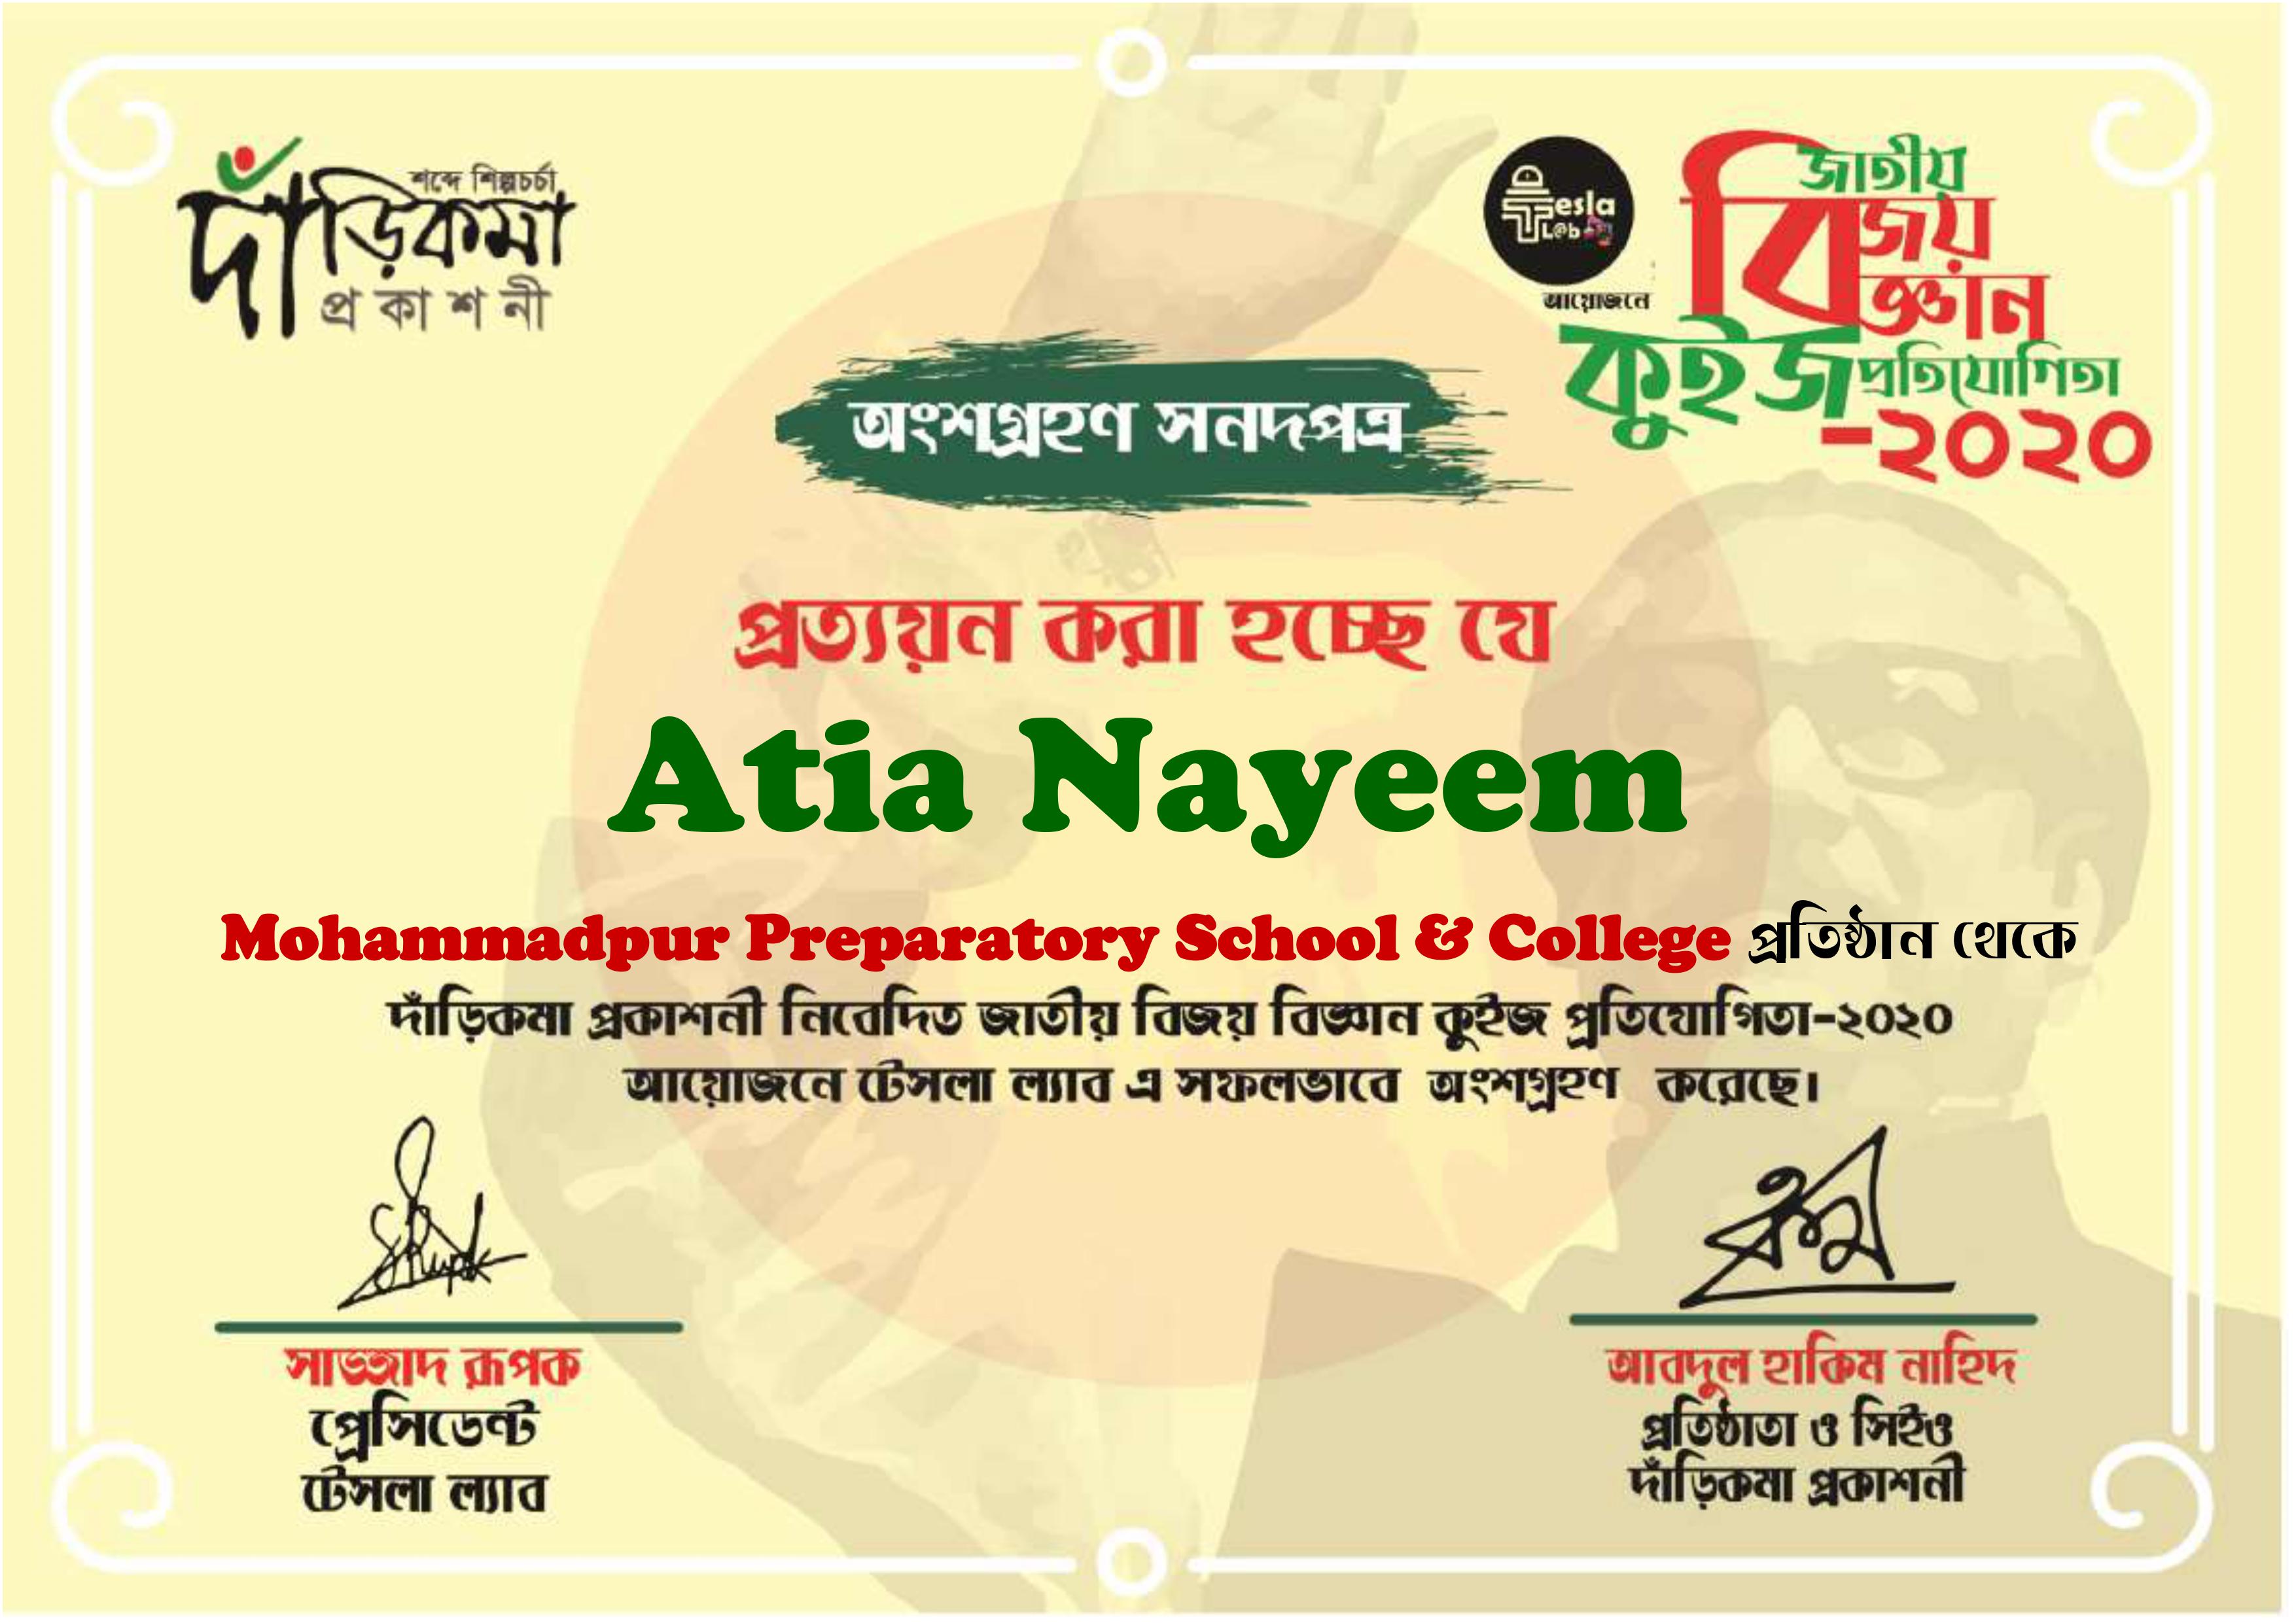 শব্দে শিল্পচর্চা
দাঁড়িকমা
প্রকাশনী
Tesla
L@b
আয়োজনে
জাতীয়
বিজয়
বিজ্ঞান
কুইজ প্রতিযোগিতা
-২০২০
অংশগ্রহণ সনদপত্র
প্রত্যয়ন করা হচ্ছে যে
Atia Nayeem
Mohammadpur Preparatory School & College প্রতিষ্ঠান থেকে
দাঁড়িকমা প্রকাশনী নিবেদিত জাতীয় বিজয় বিজ্ঞান কুইজ প্রতিযোগিতা-২০২০
আয়োজনে টেসলা ল্যাব এ সফলভাবে অংশগ্রহণ করেছে।
সাজ্জাদ রূপক
প্রেসিডেন্ট
টেসলা ল্যাব
আবদুল হাকিম নাহিদ
প্রতিষ্ঠাতা ও সিইও
দাঁড়িকমা প্রকাশনী